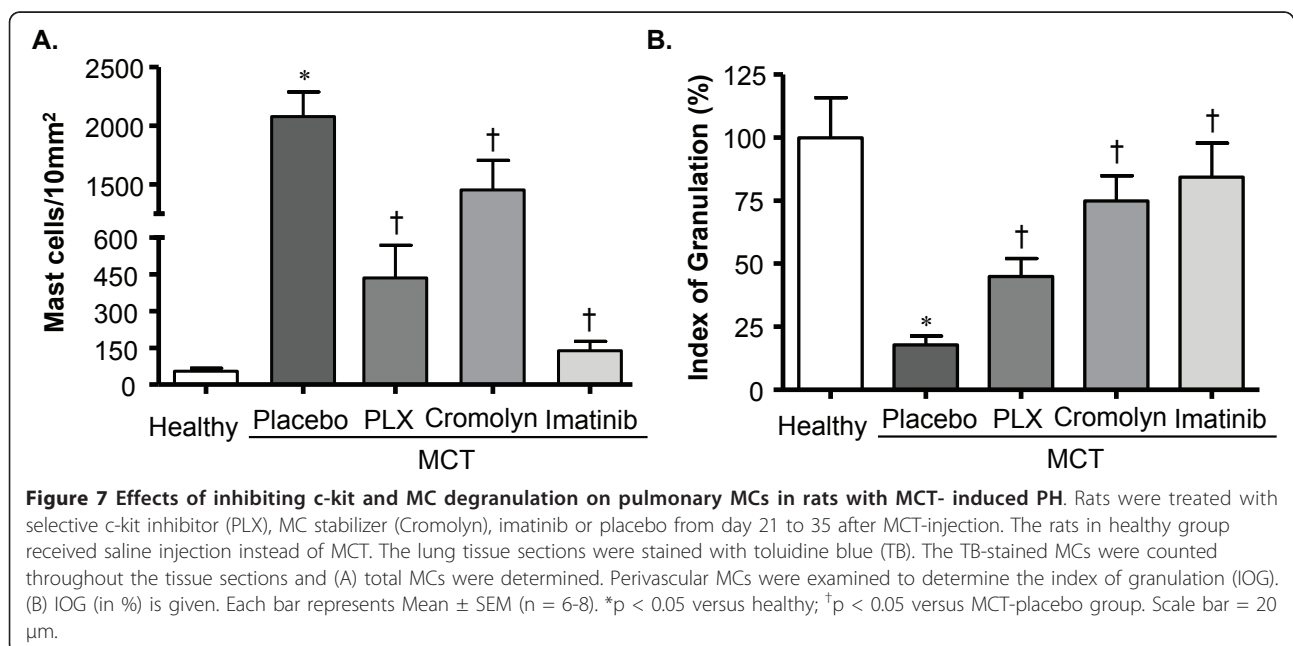 A.
2500
2000
1500
600
450
300
150
0
Mast cells/10mm²
*
†
†
†
Healthy
Placebo PLX Cromolyn Imatinib
MCT
B.
125
100
75
50
25
0
Index of Granulation (%)
*
†
†
†
Healthy
Placebo PLX Cromolyn Imatinib
MCT
Figure 7 Effects of inhibiting c-kit and MC degranulation on pulmonary MCs in rats with MCT- induced PH. Rats were treated with
selective c-kit inhibitor (PLX), MC stabilizer (Cromolyn), imatinib or placebo from day 21 to 35 after MCT-injection. The rats in healthy group
received saline injection instead of MCT. The lung tissue sections were stained with toluidine blue (TB). The TB-stained MCs were counted
throughout the tissue sections and (A) total MCs were determined. Perivascular MCs were examined to determine the index of granulation (IOG).
(B) IOG (in %) is given. Each bar represents Mean ± SEM (n = 6-8). *p < 0.05 versus healthy; †p < 0.05 versus MCT-placebo group. Scale bar = 20
μm.